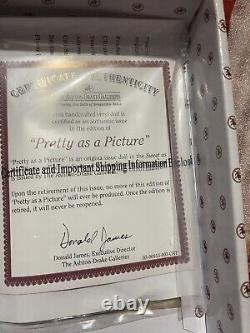 CERTIFICATE OF AUTHENTICITY
THE ASHTON-DRAKE GALLERIES
This handcrafted vinyl doll is
certified as an authentic issue
in the edition of
"Pretty as a Picture"
"Pretty as a Picture" is an original issue doll in the Sweet as
Certificate and Important Shipping Information Enclosed
Upon the retirement of this issue, no more of this edition of
"Pretty as a Picture" will ever be produced. Once the edition is
retired, it will never be reopened.
Donald James
Donald James, Executive Director
The Ashton-Drake Galleries